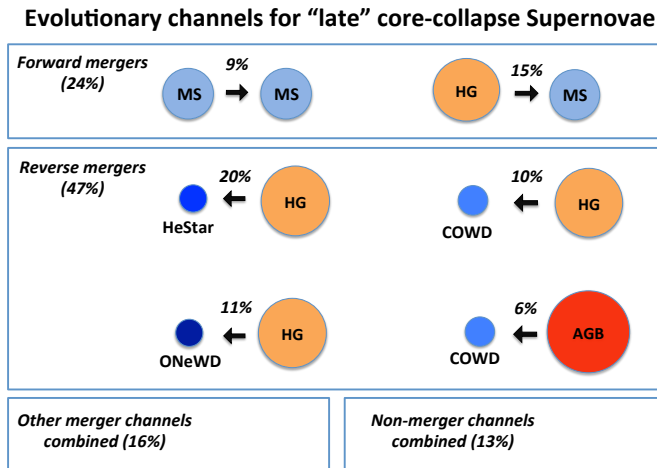 Evolutionary channels for “late” core-collapse Supernovae
Forward mergers
(24%)
MS
9%
MS
HG
15%
MS
Reverse mergers
(47%)
20%
HG
HeStar
10%
HG
COWD
11%
HG
ONeWD
6%
AGB
COWD
Other merger channels
combined (16%)
Non-merger channels
combined (13%)